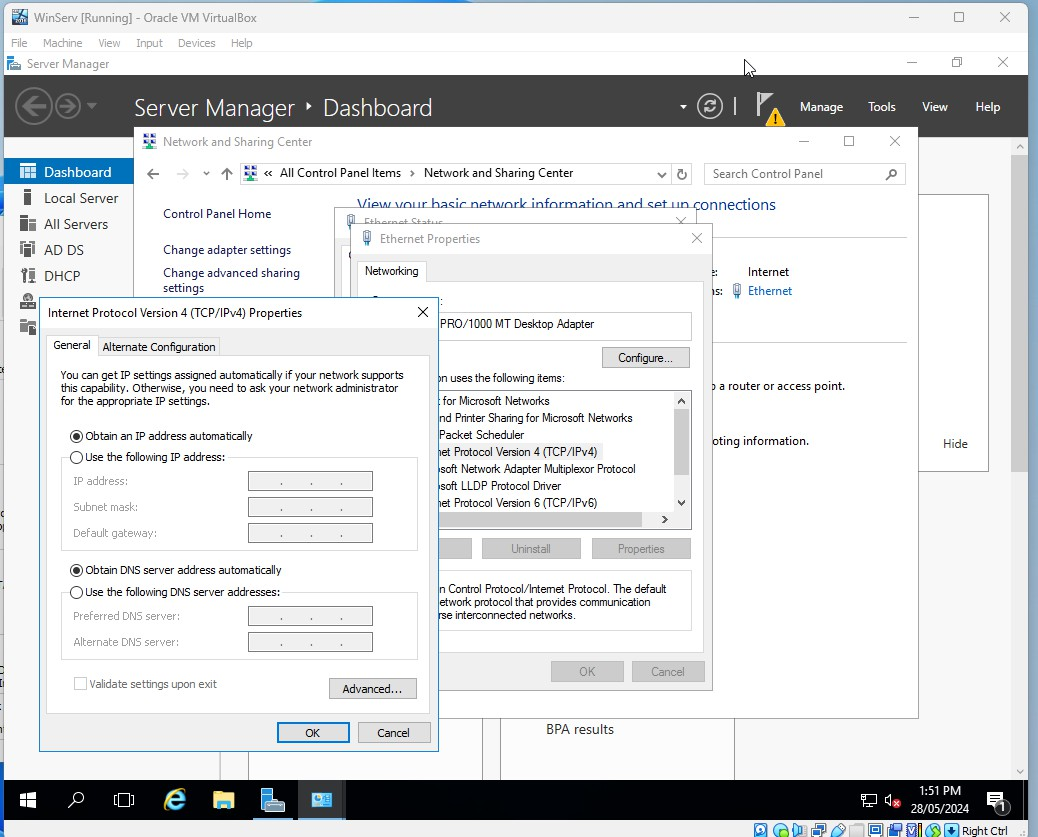 WinServ [Running] - Oracle VM VirtualBox
File Machine View Input Devices Help
Server Manager
Server Manager ‣ Dashboard
Manage Tools View Help
Network and Sharing Center
« All Control Panel Items › Network and Sharing Center
Search Control Panel
Dashboard
Local Server
All Servers
AD DS
DHCP
Control Panel Home
Change adapter settings
Change advanced sharing
settings
View your basic network information and set up connections
Internet
Ethernet
a router or access point.
oting information.
Hide
BPA results
Ethernet Status
Ethernet Properties
Networking
PRO/1000 MT Desktop Adapter
Configure...
uses the following items:
for Microsoft Networks
nd Printer Sharing for Microsoft Networks
Packet Scheduler
net Protocol Version 4 (TCP/IPv4)
soft Network Adapter Multiplexor Protocol
soft LLDP Protocol Driver
net Protocol Version 6 (TCP/IPv6)
Uninstall
Properties
n Control Protocol/Internet Protocol. The default
etwork protocol that provides communication
rse interconnected networks.
OK
Cancel
Internet Protocol Version 4 (TCP/IPv4) Properties
General
Alternate Configuration
You can get IP settings assigned automatically if your network supports
this capability. Otherwise, you need to ask your network administrator
for the appropriate IP settings.
Obtain an IP address automatically
Use the following IP address:
IP address:
Subnet mask:
Default gateway:
Obtain DNS server address automatically
Use the following DNS server addresses:
Preferred DNS server:
Alternate DNS server:
Validate settings upon exit
Advanced...
OK
Cancel
1:51 PM
28/05/2024
1
Right Ctrl